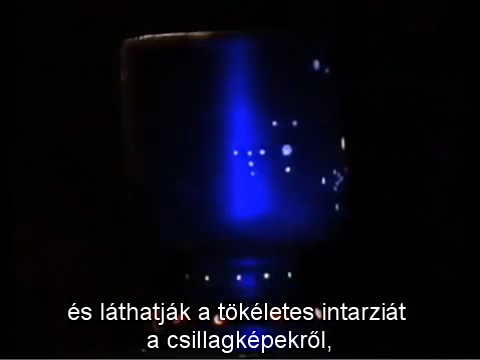 és láthatják a tökéletes intarziát
a csillagképekről,